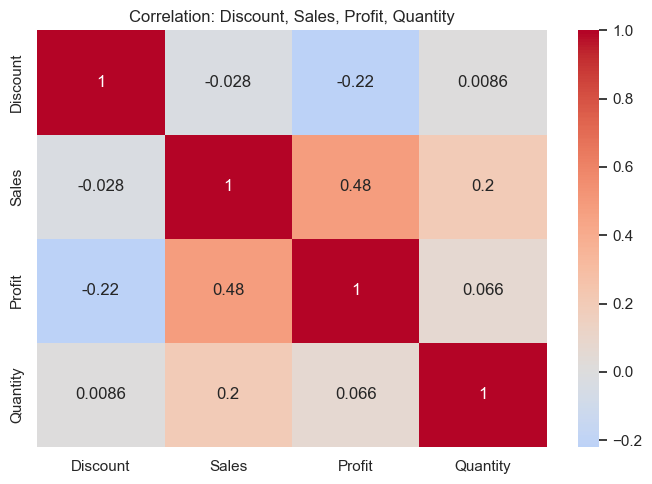 Correlation: Discount, Sales, Profit, Quantity
1.0
Discount 1 -0.028 -0.22 0.0086
0.8
Sales -0.028 1 0.48 0.2
0.6
0.4
Profit -0.22 0.48 1 0.066
0.2
0.0
Quantity 0.0086 0.2 0.066 1
−0.2
Discount Sales Profit Quantity